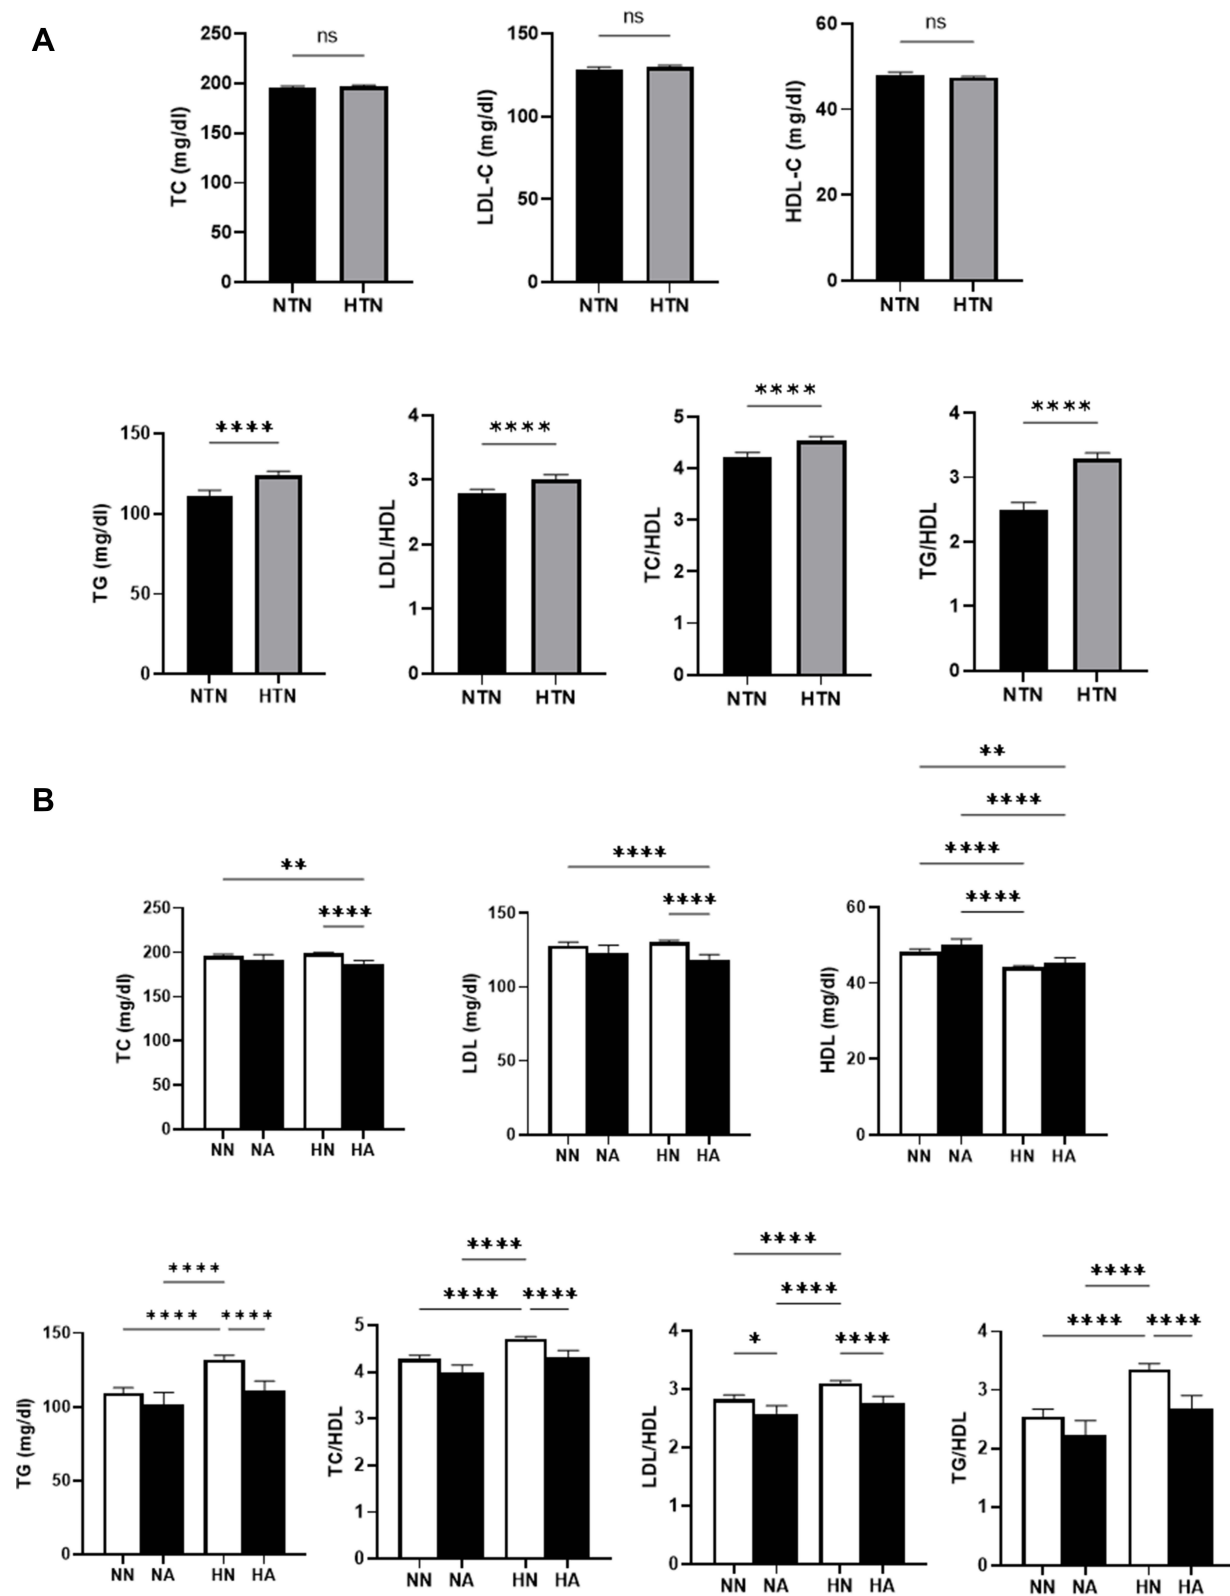 A
ns
250
200
150
100
50
0
TC (mg/dl)
NTN HTN
ns
150
100
50
0
LDL-C (mg/dl)
NTN HTN
ns
60
40
20
0
HDL-C (mg/dl)
NTN HTN
****
150
100
50
0
TG (mg/dl)
NTN HTN
****
4
3
2
1
0
LDL/HDL
NTN HTN
****
5
4
3
2
1
0
TC/HDL
NTN HTN
****
4
3
2
1
0
TG/HDL
NTN HTN
B
**
****
250
200
150
100
50
0
TC (mg/dl)
NN NA HN HA
****
****
150
100
50
0
LDL (mg/dl)
NN NA HN HA
**
****
****
****
60
40
20
0
HDL (mg/dl)
NN NA HN HA
****
**** ****
150
100
50
0
TG (mg/dl)
NN NA HN HA
****
**** ****
5
4
3
2
1
0
TC/HDL
NN NA HN HA
****
****
* ****
4
3
2
1
0
LDL/HDL
NN NA HN HA
****
**** ****
4
3
2
1
0
TG/HDL
NN NA HN HA